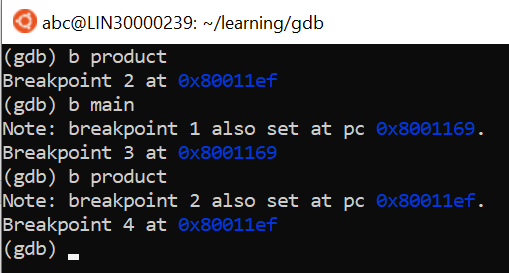 abc@LIN30000239: ~/learning/gdb
(gdb) b product
Breakpoint 2 at 0x80011ef
(gdb) b main
Note: breakpoint 1 also set at pc 0x8001169.
Breakpoint 3 at 0x8001169
(gdb) b product
Note: breakpoint 2 also set at pc 0x80011ef.
Breakpoint 4 at 0x80011ef
(gdb)